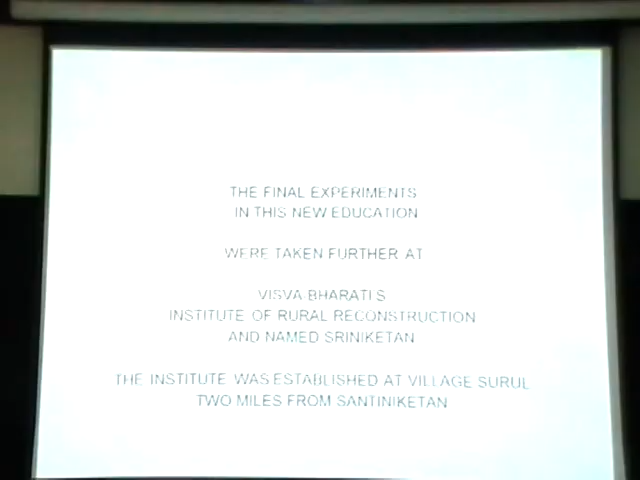 THE FINAL EXPERIMENTS
IN THIS NEW EDUCATION
WERE TAKEN FURTHER AT
VISVA-BHARATI S
INSTITUTE OF RURAL RECONSTRUCTION
AND NAMED SRINIKETAN
THE INSTITUTE WAS ESTABLISHED AT VILLAGE SURUL
TWO MILES FROM SANTINIKETAN